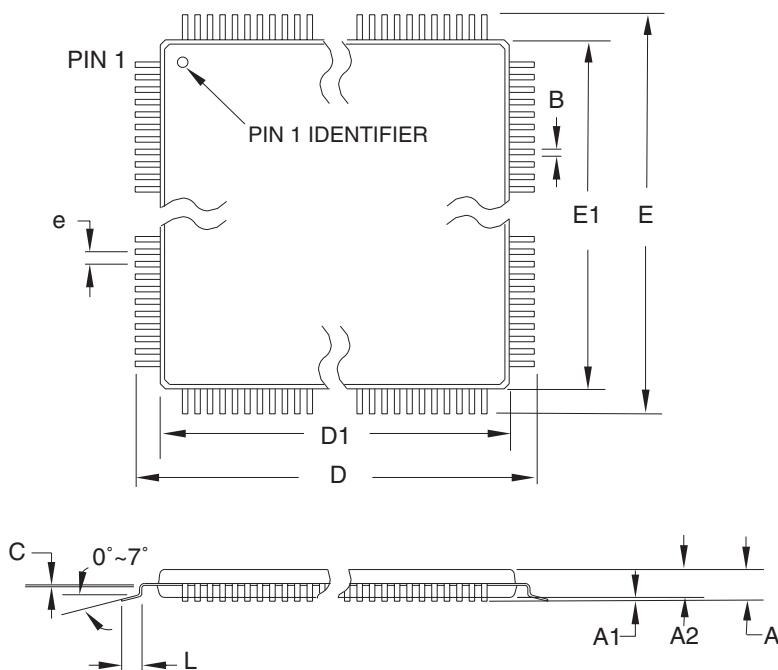 PIN 1
PIN 1 IDENTIFIER
B
e
E1
E
D1
D
C
0°~7°
L
A1
A2
A